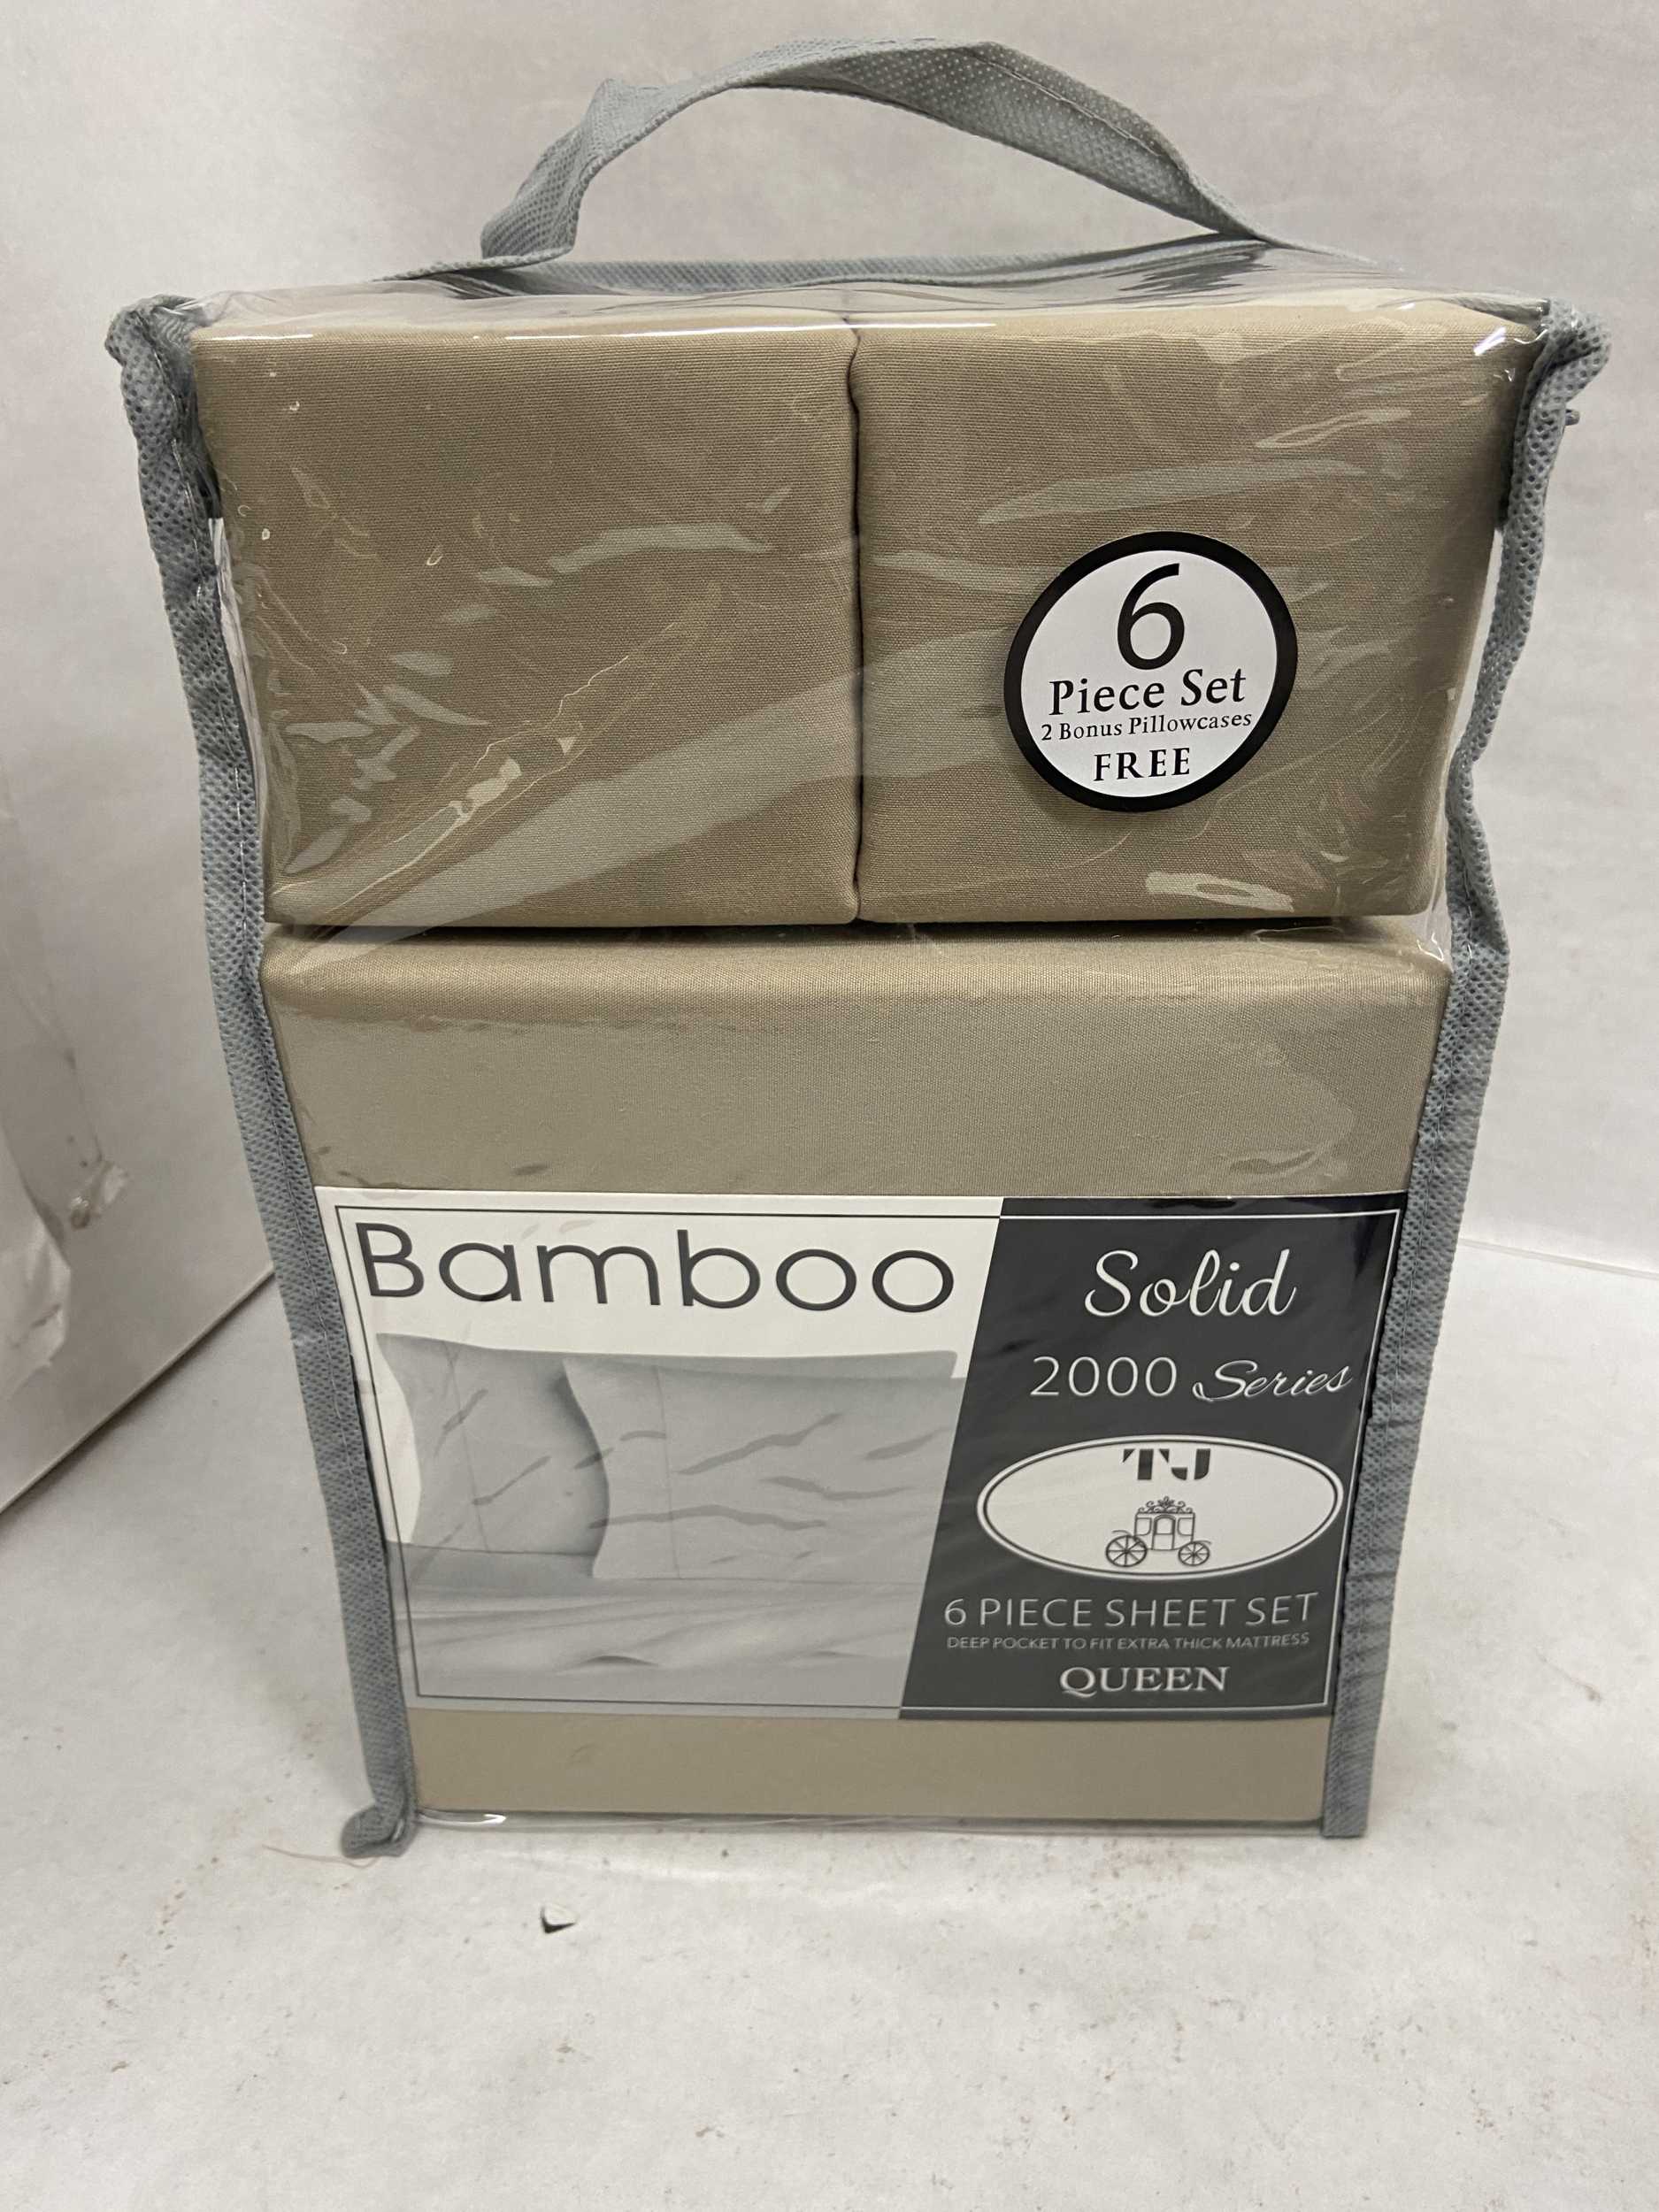 6
Piece Set
2 Bonus Pillowcases
FREE
Bamboo
Solid
2000 Series
TJ
6 PIECE SHEET SET
DEEP POCKET TO FIT EXTRA THICK MATTRESS
QUEEN